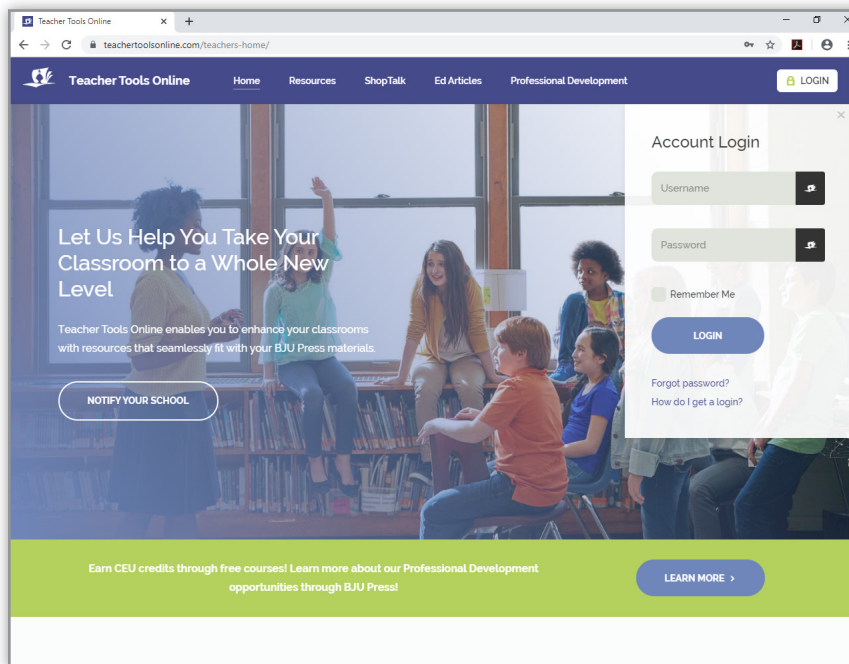 Teacher Tools Online
teachertoolsonline.com/teachers-home/
Teacher Tools Online Home Resources ShopTalk Ed Articles Professional Development LOGIN
Account Login
Username
Password
Remember Me
LOGIN
Forgot password?
How do I get a login?
Let Us Help You Take Your
Classroom to a Whole New
Level
Teacher Tools Online enables you to enhance your classrooms
with resources that seamlessly fit with your BJU Press materials.
NOTIFY YOUR SCHOOL
Earn CEU credits through free courses! Learn more about our Professional Development
opportunities through BJU Press!
LEARN MORE >